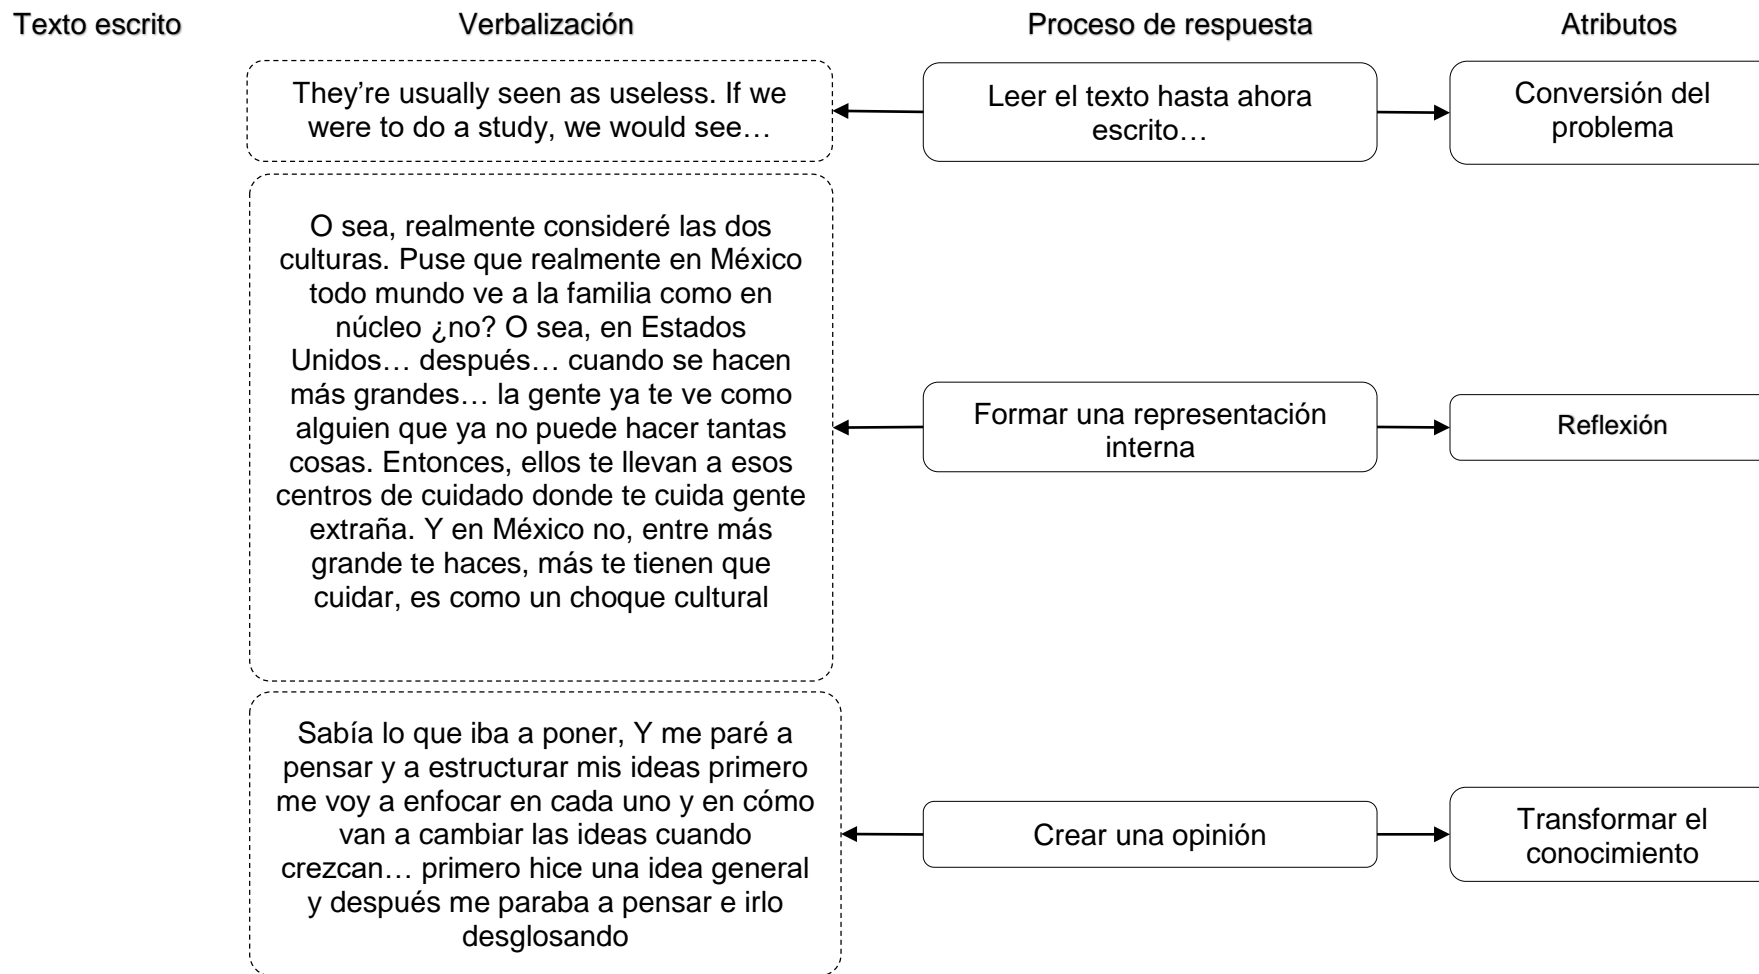 Texto escrito
Verbalización
Proceso de respuesta
Atributos
They're usually seen as useless. If we
were to do a study, we would see…
Leer el texto hasta ahora
escrito…
Conversión del
problema
O sea, realmente consideré las dos
culturas. Puse que realmente en México
todo mundo ve a la familia como en
núcleo ¿no? O sea, en Estados
Unidos… después… cuando se hacen
más grandes… la gente ya te ve como
alguien que ya no puede hacer tantas
cosas. Entonces, ellos te llevan a esos
centros de cuidado donde te cuida gente
extraña. Y en México no, entre más
grande te haces, más te tienen que
cuidar, es como un choque cultural
Formar una representación
interna
Reflexión
Sabía lo que iba a poner, Y me paré a
pensar y a estructurar mis ideas primero
me voy a enfocar en cada uno y en cómo
van a cambiar las ideas cuando
crezcan… primero hice una idea general
y después me paraba a pensar e irlo
desglosando
Crear una opinión
Transformar el
conocimiento